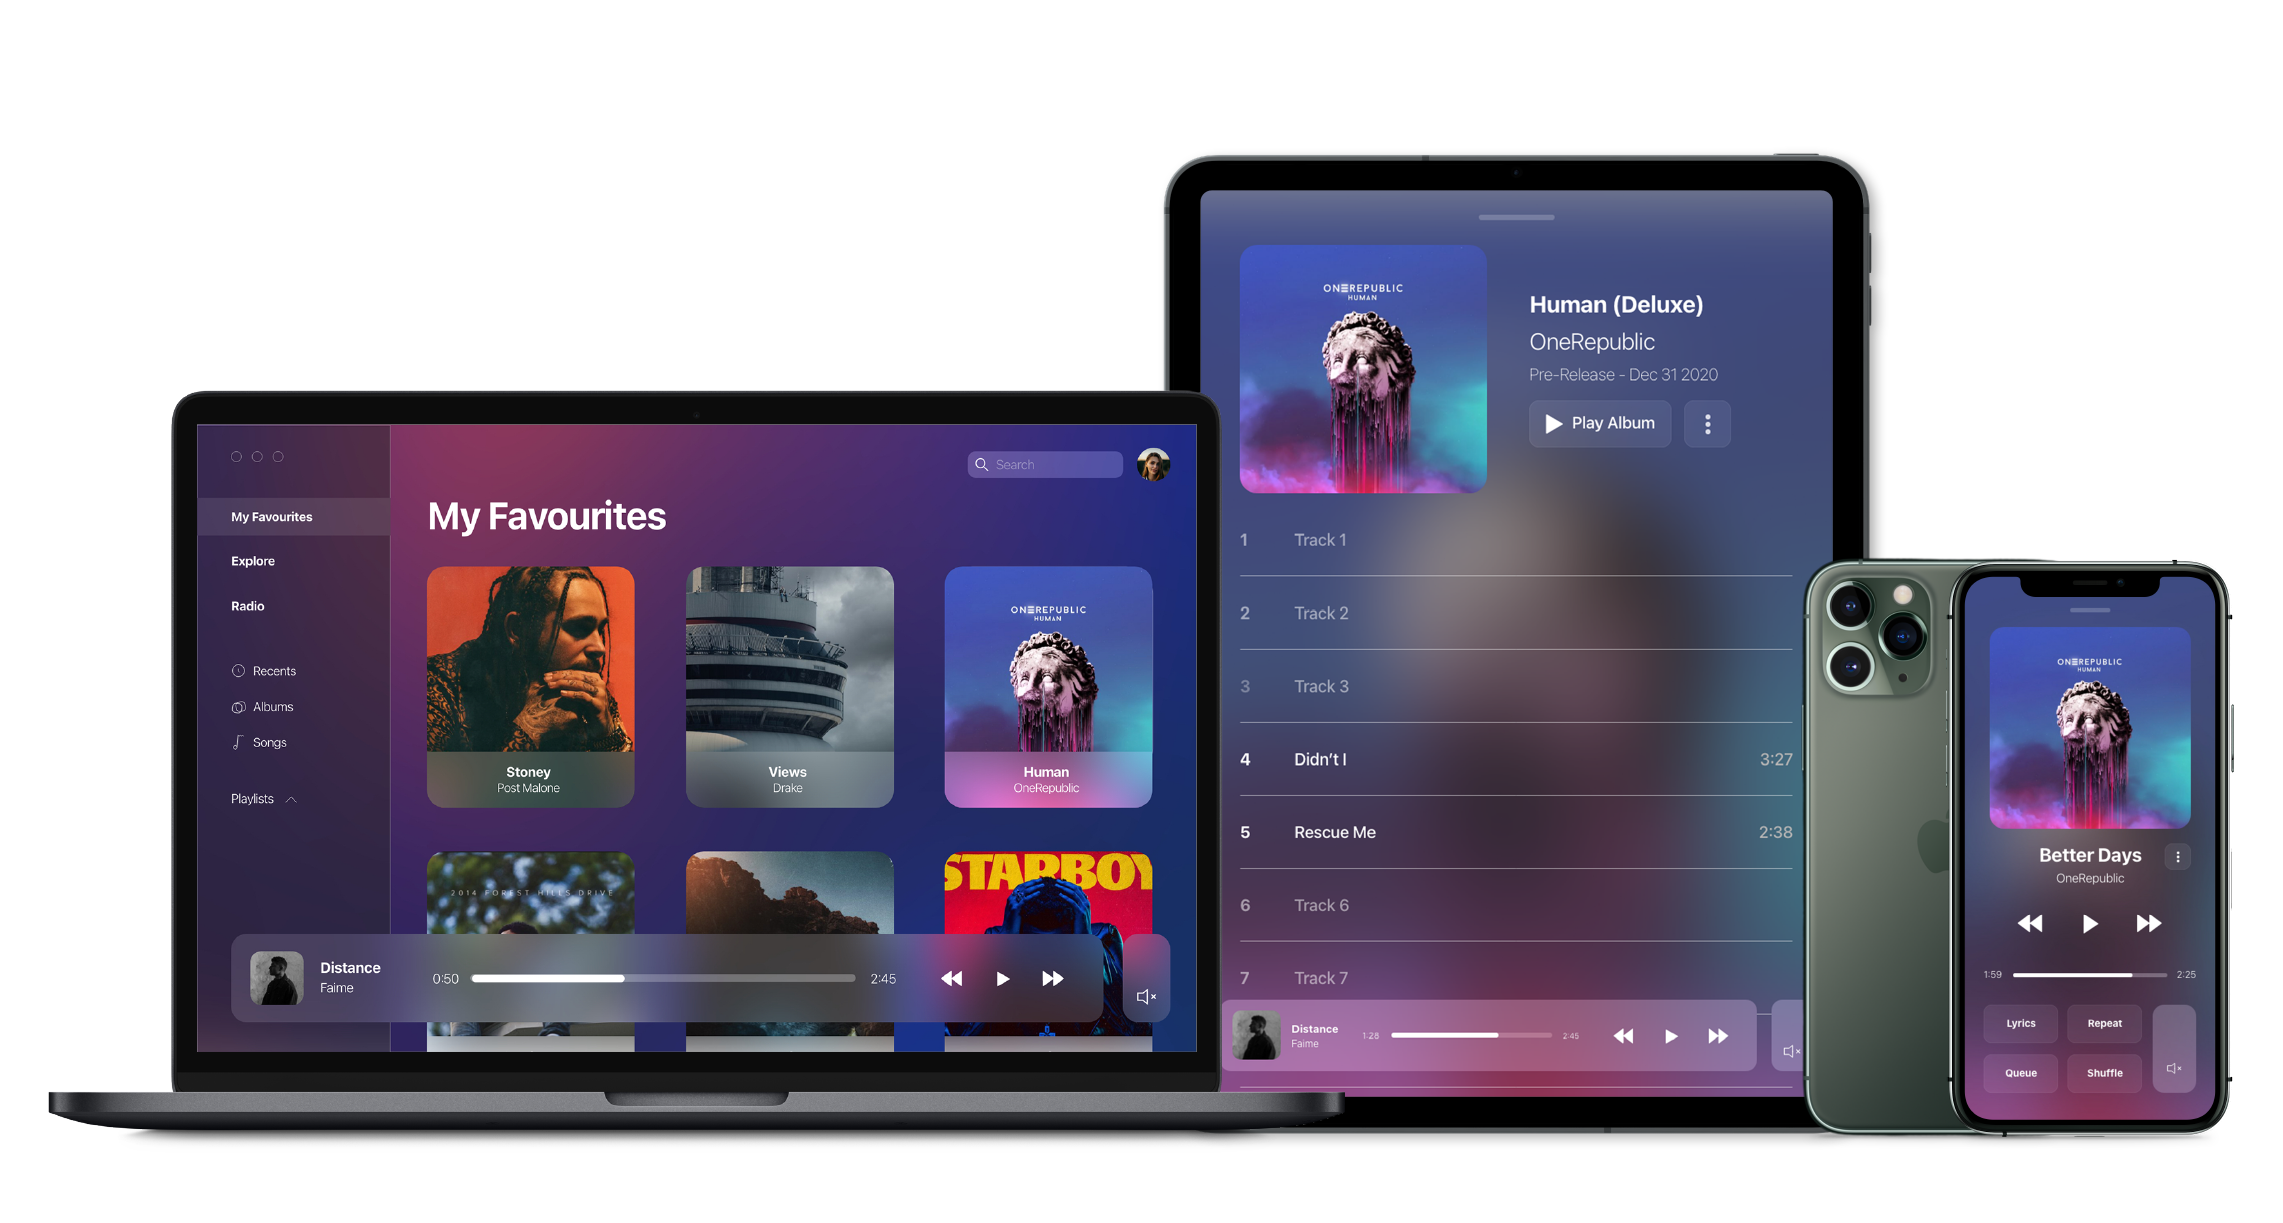 Search
My Favourites
Explore
Radio
Recents
Albums
Songs
Playlists
My Favourites
Stoney
Post Malone
Views
Drake
ONEREPUBLIC
HUMAN
Human
OneRepublic
2014 FOREST HILLS DRIVE
STARBOY
Distance
Faime
0:50
2:45
ONEREPUBLIC
HUMAN
Human (Deluxe)
OneRepublic
Pre-Release - Dec 31 2020
Play Album
1 Track 1
2 Track 2
3 Track 3
4 Didn't I 3:27
5 Rescue Me 2:38
6 Track 6
7 Track 7
Distance
Faime
1:28
2:45
ONEREPUBLIC
HUMAN
Better Days
OneRepublic
1:59 2:25
Lyrics Repeat
Queue Shuffle